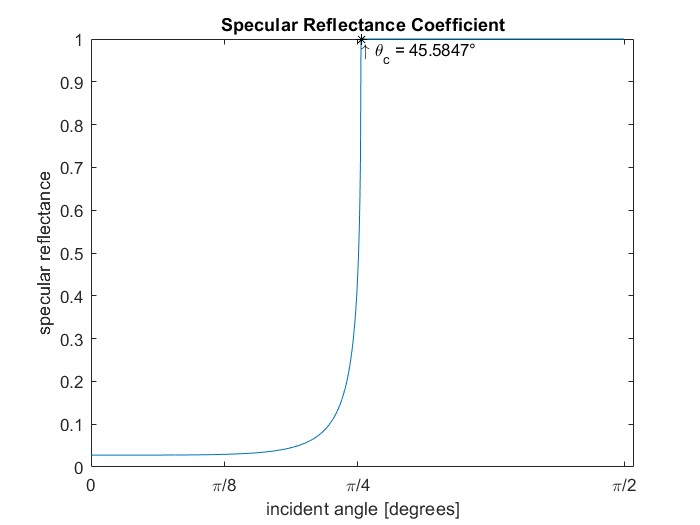 Specular Reflectance Coefficient
1
↑ θc = 45.5847°
0.9
0.8
0.7
0.6
0.5
0.4
0.3
0.2
0.1
0
specular reflectance
0 π/8 π/4 π/2
incident angle [degrees]